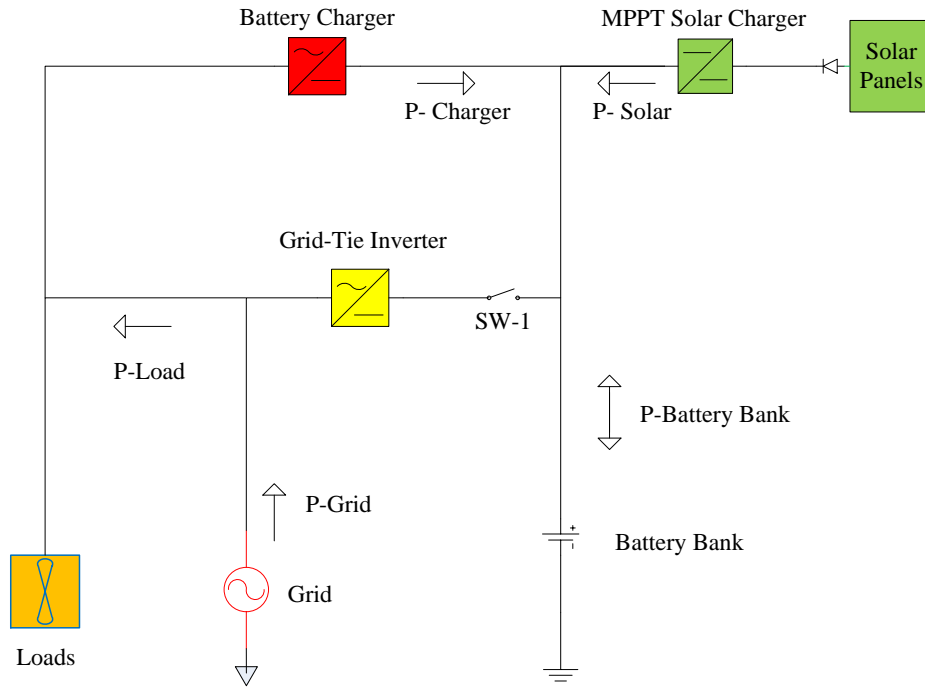 Battery Charger
MPPT Solar Charger
Solar
Panels
P- Charger
P- Solar
Grid-Tie Inverter
SW-1
P-Load
P-Battery Bank
P-Grid
Battery Bank
Grid
Loads